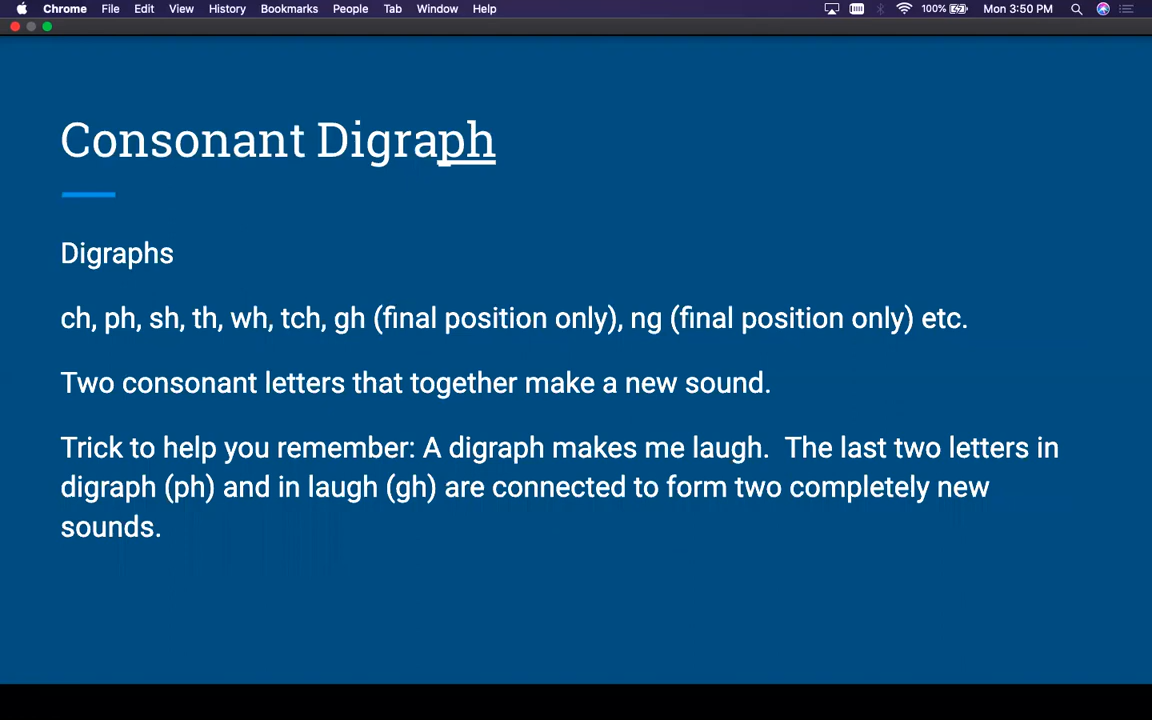 Chrome File Edit View History Bookmarks People Tab Window Help 100% Mon 3:50 PM
Consonant Digraph
Digraphs
ch, ph, sh, th, wh, tch, gh (final position only), ng (final position only) etc.
Two consonant letters that together make a new sound.
Trick to help you remember: A digraph makes me laugh.  The last two letters in
digraph (ph) and in laugh (gh) are connected to form two completely new
sounds.